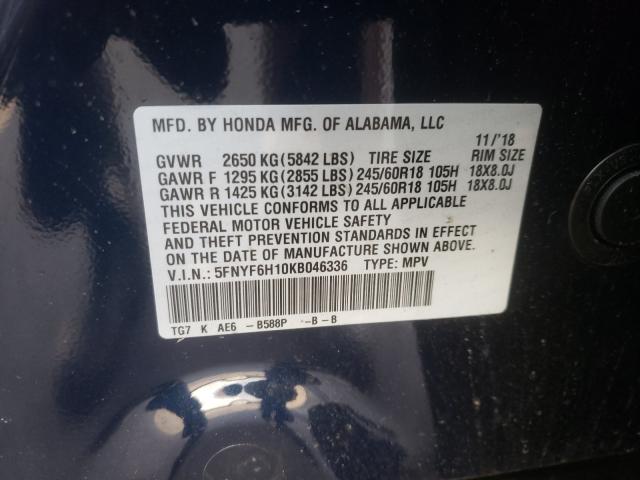 MFD. BY HONDA MFG. OF ALABAMA, LLC
11/'18
GVWR 2650 KG (5842 LBS) TIRE SIZE RIM SIZE
GAWR F 1295 KG (2855 LBS) 245/60R18 105H 18X8.0J
GAWR R 1425 KG (3142 LBS) 245/60R18 105H 18X8.0J
THIS VEHICLE CONFORMS TO ALL APPLICABLE
FEDERAL MOTOR VEHICLE SAFETY
AND THEFT PREVENTION STANDARDS IN EFFECT
ON THE DATE OF MANUFACTURE SHOWN ABOVE.
V.I.N.: 5FNYF6H10KB046336 TYPE: MPV
TG7 K AE6 -B588P -B -B